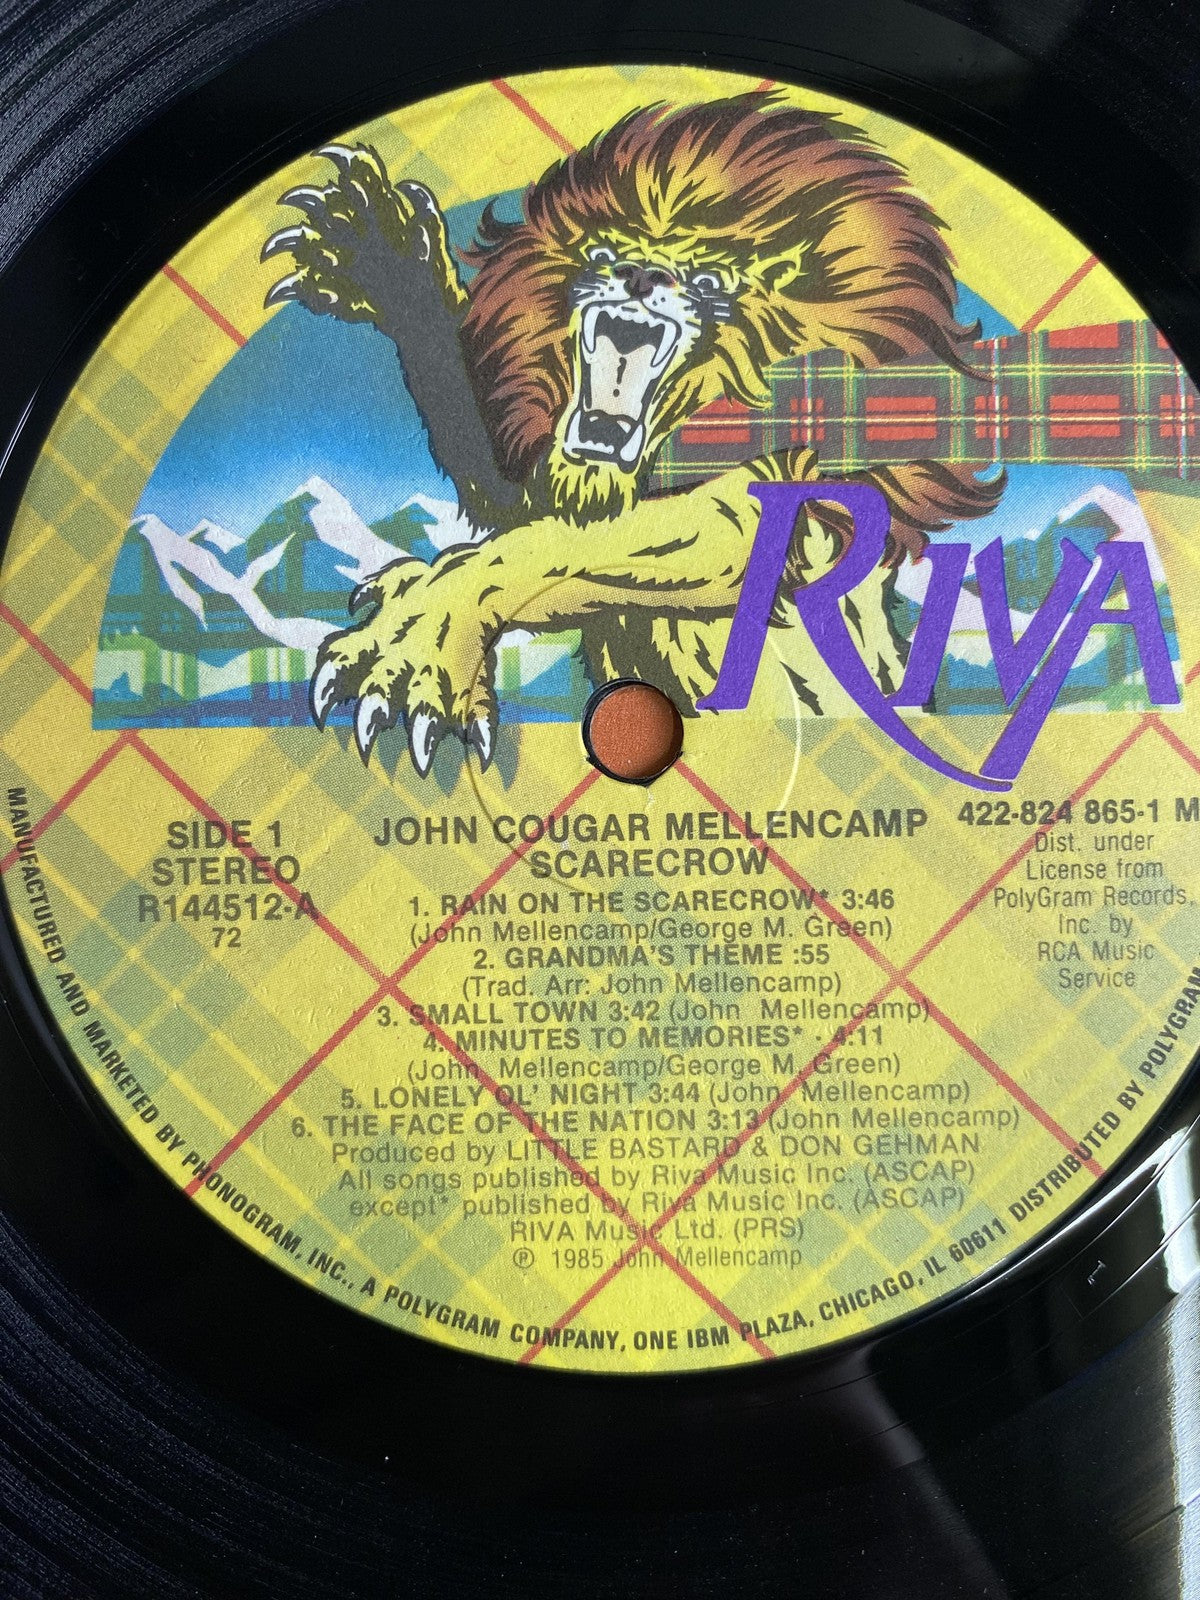 RIVA
SIDE 1
STEREO
R144512-A
72
JOHN COUGAR MELLENCAMP
SCARECROW
422-824 865-1 M
Dist. under
License from
PolyGram Records,
Inc. by
RCA Music
Service
1. RAIN ON THE SCARECROW* 3:46
(John Mellencamp/George M. Green)
2. GRANDMA'S THEME :55
(Trad. Arr: John Mellencamp)
3. SMALL TOWN 3:42 (John Mellencamp)
4. MINUTES TO MEMORIES* · 4:11
(John Mellencamp/George M. Green)
5. LONELY OL' NIGHT 3:44 (John Mellencamp)
6. THE FACE OF THE NATION 3:13 (John Mellencamp)
Produced by LITTLE BASTARD & DON GEHMAN
All songs published by Riva Music Inc. (ASCAP)
except* published by Riva Music Inc. (ASCAP)
RIVA Music Ltd. (PRS)
℗ 1985 John Mellencamp
MANUFACTURED AND MARKETED BY PHONOGRAM, INC., A POLYGRAM COMPANY, ONE IBM PLAZA, CHICAGO, IL 60611 DISTRIBUTED BY POLYGRAM